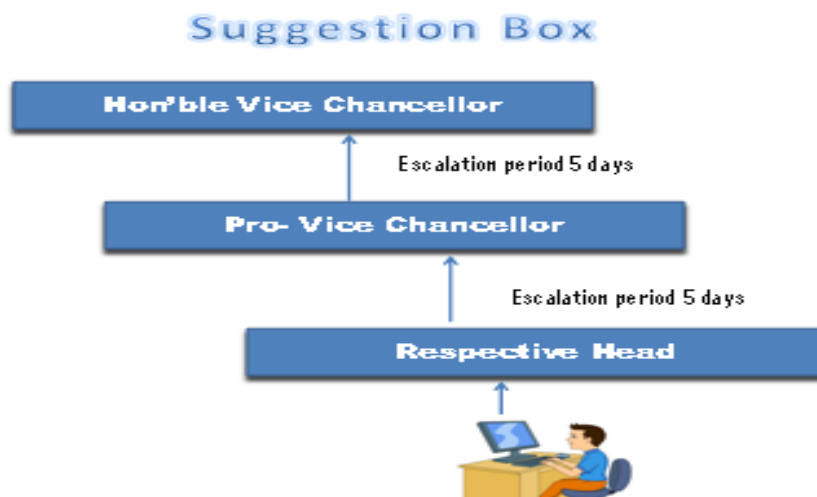 Suggestion Box
Hon'ble Vice Chancellor
Escalation period 5 days
Pro- Vice Chancellor
Escalation period 5 days
Respective Head